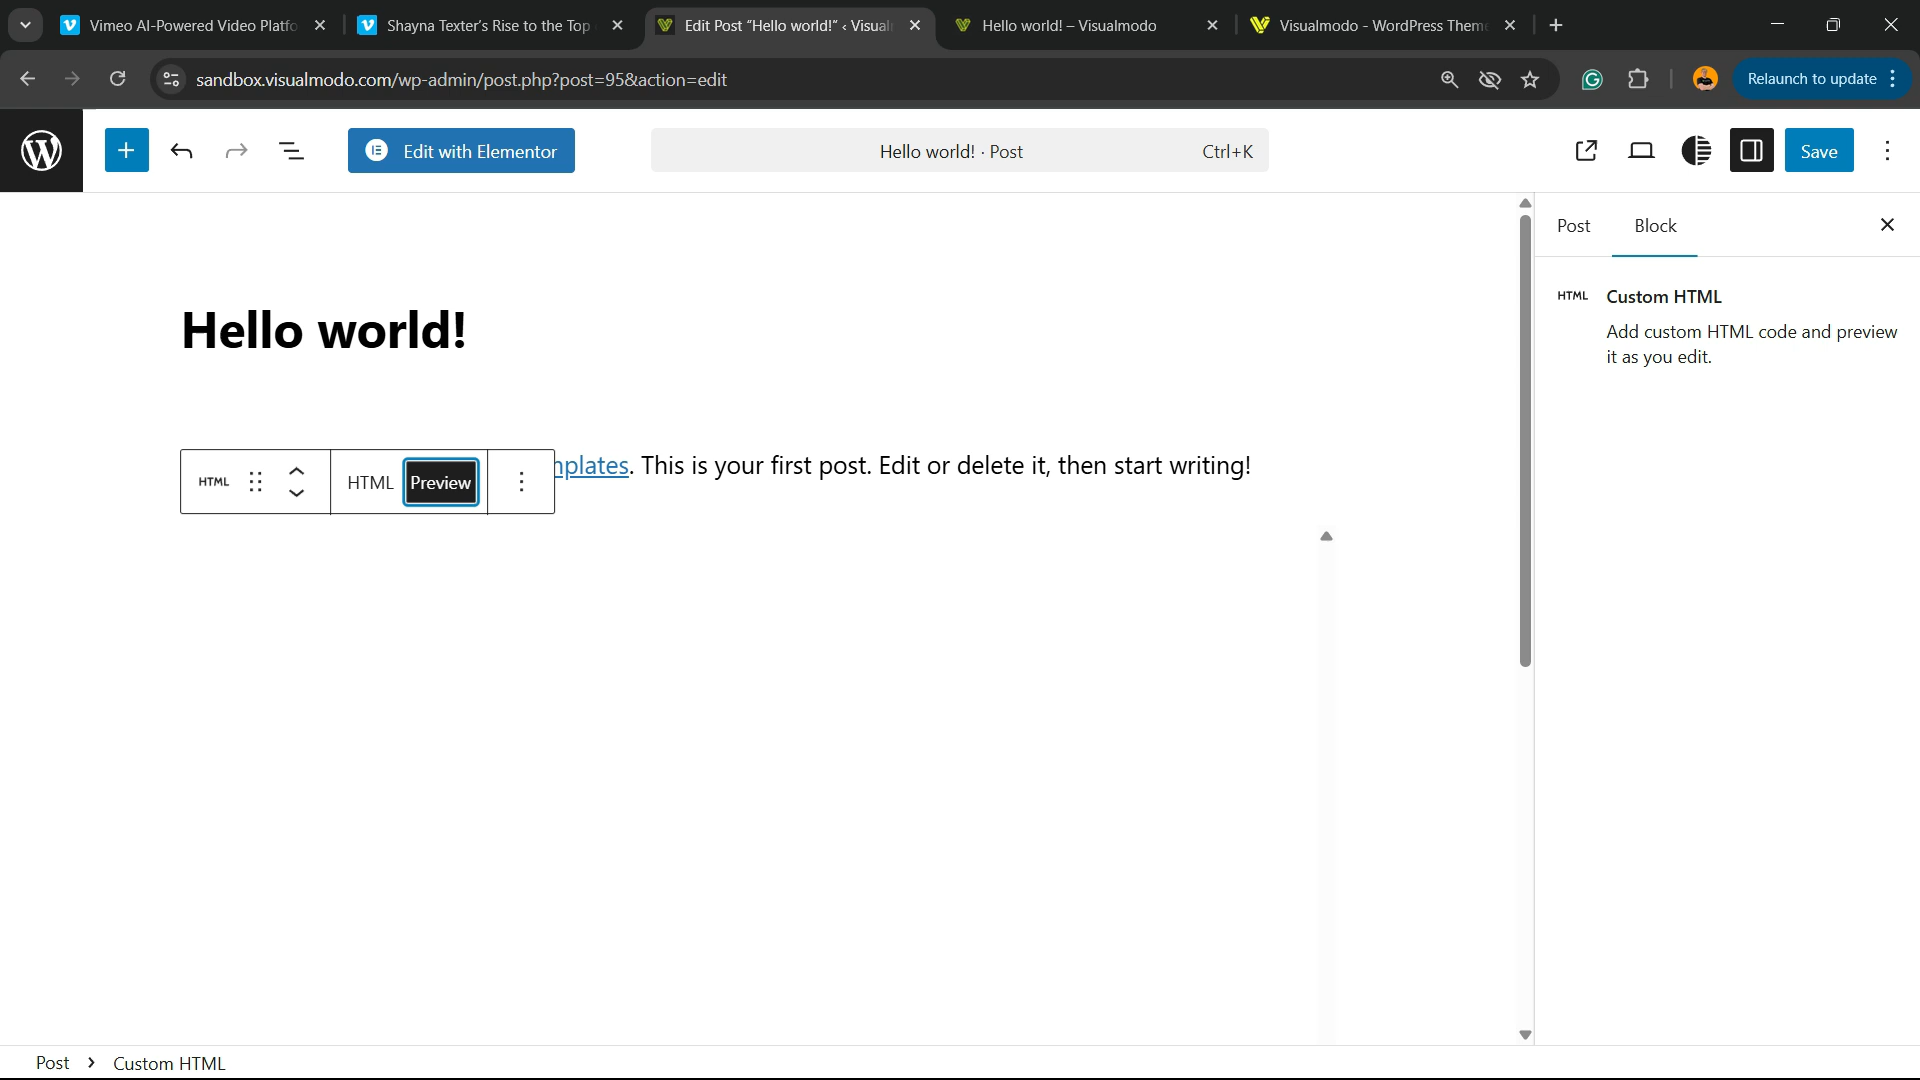 Vimeo AI-Powered Video Platfo
Shayna Texter's Rise to the Top
Edit Post “Hello world!” ‹ Visual
Hello world! – Visualmodo
Visualmodo - WordPress Theme
sandbox.visualmodo.com/wp-admin/post.php?post=95&action=edit
Relaunch to update
Edit with Elementor
Hello world! · Post
Ctrl+K
Save
Post
Block
HTML
Custom HTML
Add custom HTML code and preview
it as you edit.
Hello world!
nplates. This is your first post. Edit or delete it, then start writing!
HTML
HTML
Preview
Post
Custom HTML